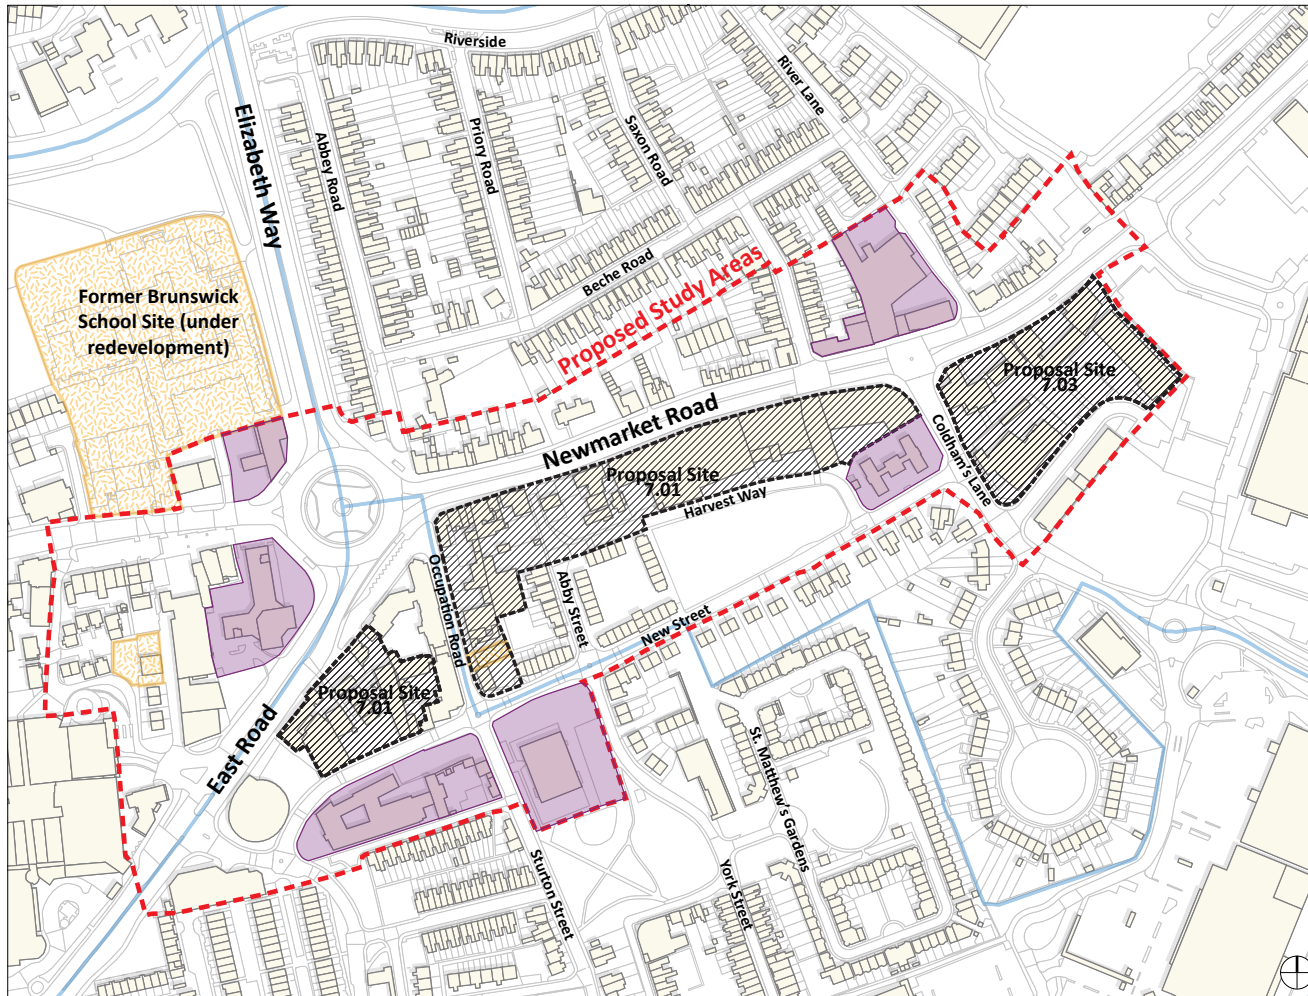 Riverside
River Lane
Elizabeth Way
Abbey Road
Priory Road
Saxon Road
Beche Road
Proposed Study Areas
Former Brunswick
School Site (under
redevelopment)
Proposal Site
7.03
Newmarket Road
Coldham's Lane
Proposal Site
7.01
Harvest Way
Occupation Road
Abby Street
New Street
Proposal Site
7.01
East Road
St. Matthew's Gardens
Sturton Street
York Street